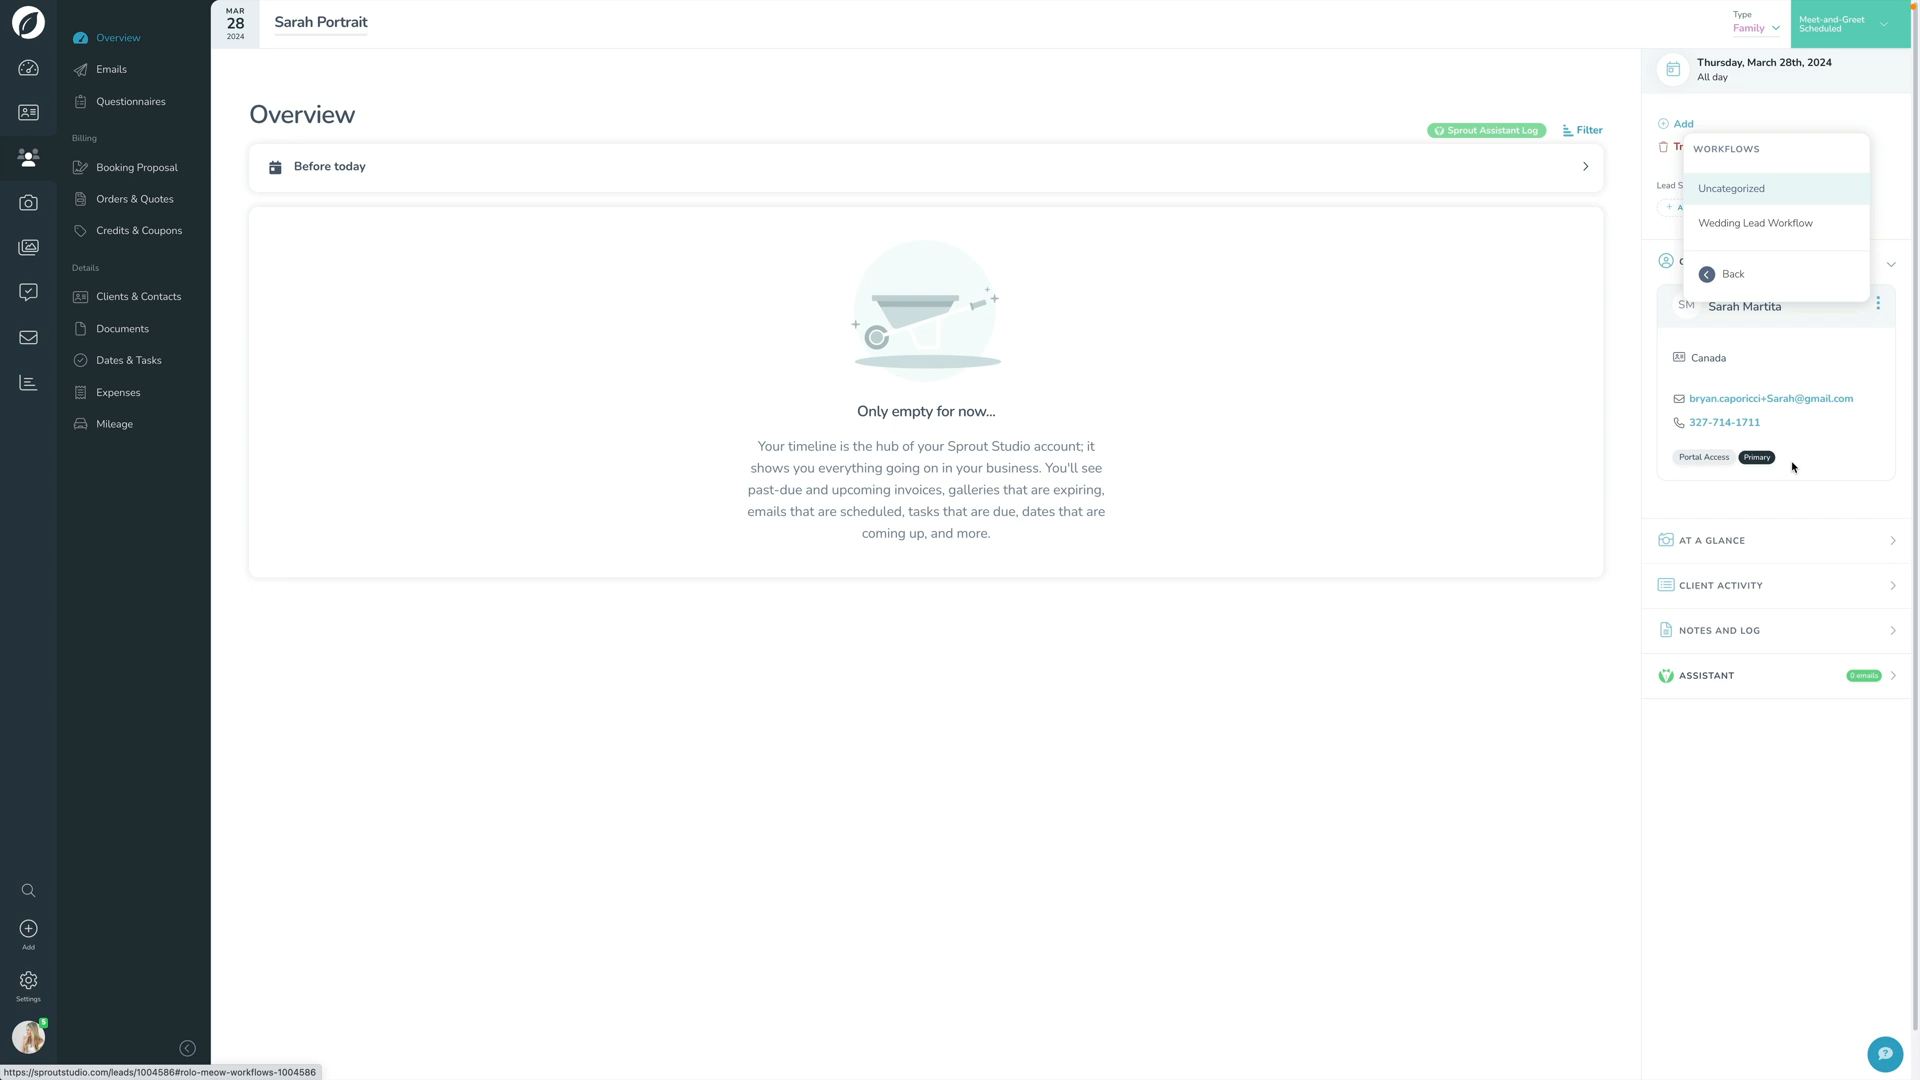 MAR
28
2024
Sarah Portrait
Type
Family
Meet-and-Greet
Scheduled
Overview
Emails
Questionnaires
Billing
Booking Proposal
Orders & Quotes
Credits & Coupons
Details
Clients & Contacts
Documents
Dates & Tasks
Expenses
Mileage
Add
Settings
5
Overview
Sprout Assistant Log
Filter
Before today
Only empty for now...
Your timeline is the hub of your Sprout Studio account; it
shows you everything going on in your business. You'll see
past-due and upcoming invoices, galleries that are expiring,
emails that are scheduled, tasks that are due, dates that are
coming up, and more.
Thursday, March 28th, 2024
All day
Add
Tr
Lead S
+ A
WORKFLOWS
Uncategorized
Wedding Lead Workflow
Back
SM
Sarah Martita
Canada
bryan.caporicci+Sarah@gmail.com
327-714-1711
Portal Access
Primary
AT A GLANCE
CLIENT ACTIVITY
NOTES AND LOG
ASSISTANT
0 emails
https://sproutstudio.com/leads/1004586#rolo-meow-workflows-1004586